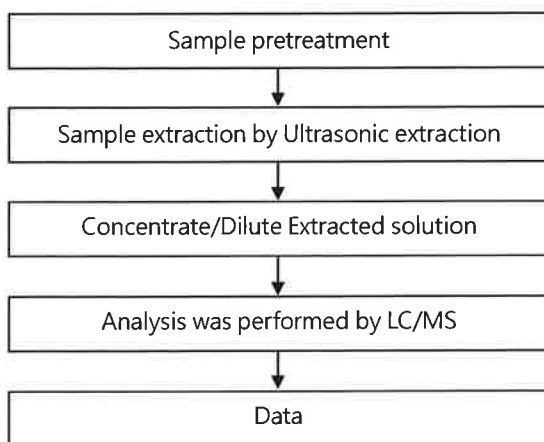 Sample pretreatment
Sample extraction by Ultrasonic extraction
Concentrate/Dilute Extracted solution
Analysis was performed by LC/MS
Data